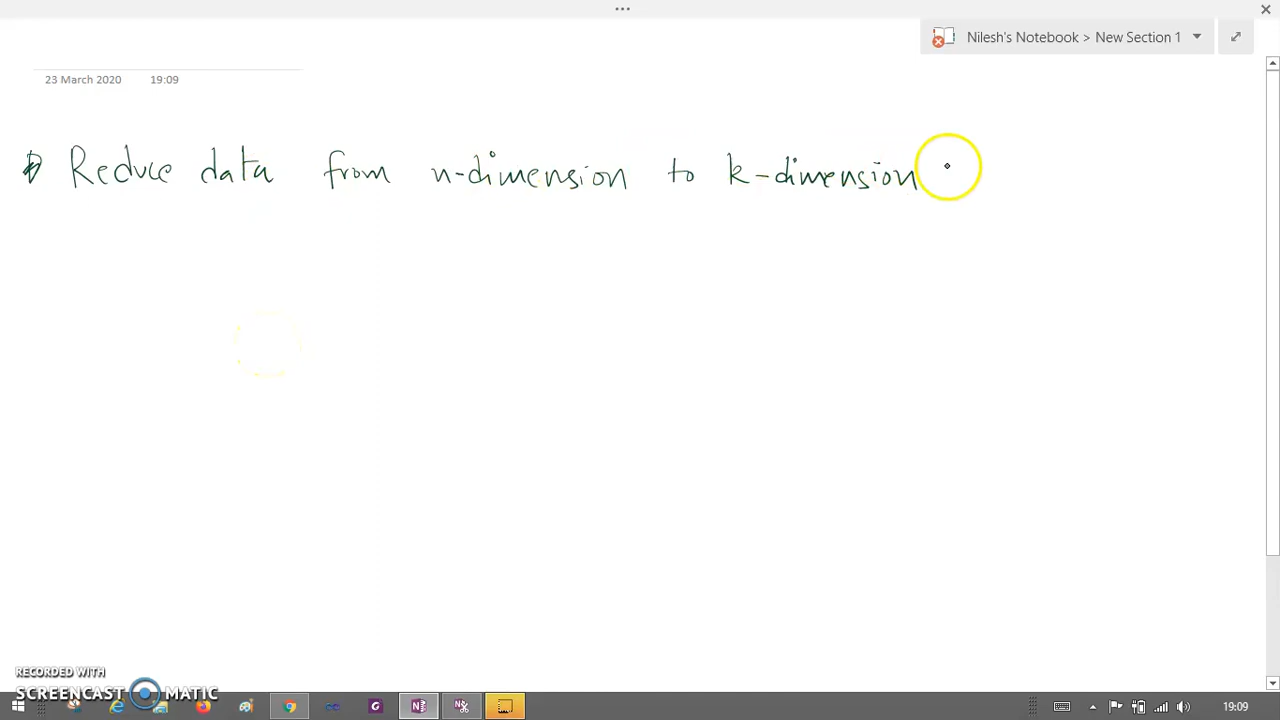 Nilesh's Notebook > New Section 1
23 March 2020 19:09
Reduce data from n-dimension to k-dimension
RECORDED WITH
SCREENCAST MATIC
19:09